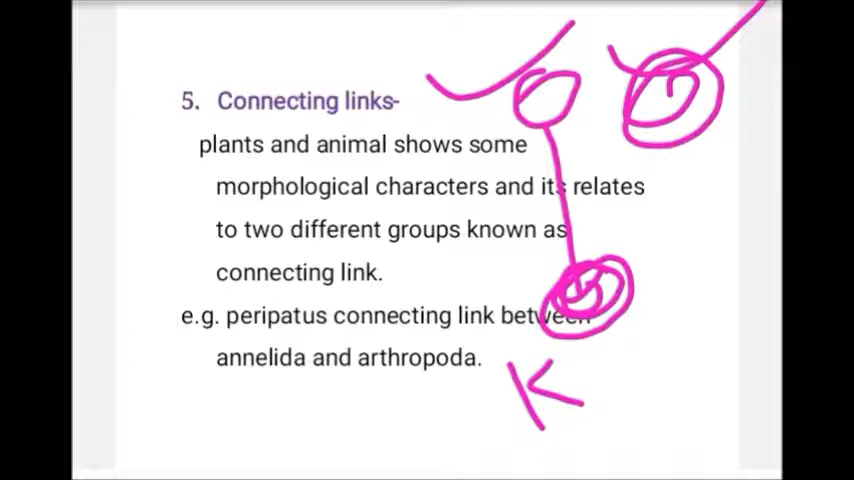 5. Connecting links-
plants and animal shows some
morphological characters and its relates
to two different groups known as
connecting link.
e.g. peripatus connecting link between
annelida and arthropoda.